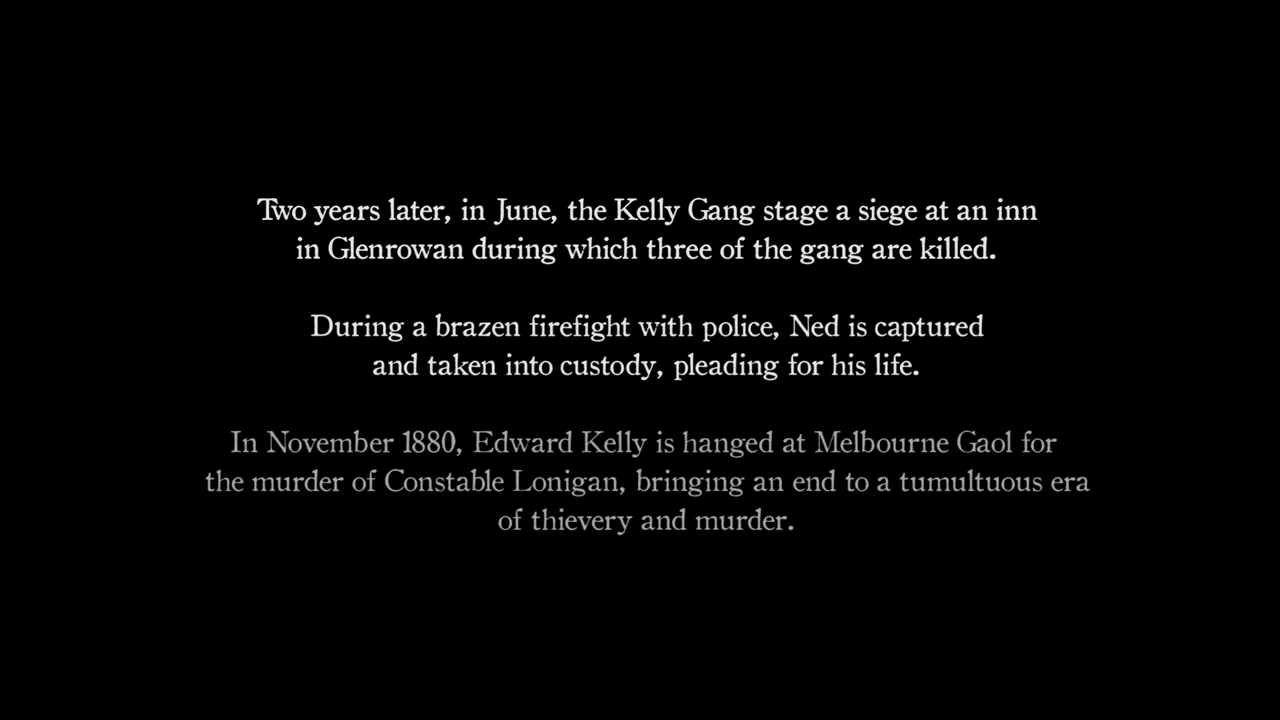 Two years later, in June, the Kelly Gang stage a siege at an inn
in Glenrowan during which three of the gang are killed.
During a brazen firefight with police, Ned is captured
and taken into custody, pleading for his life.
In November 1880, Edward Kelly is hanged at Melbourne Gaol for
the murder of Constable Lonigan, bringing an end to a tumultuous era
of thievery and murder.